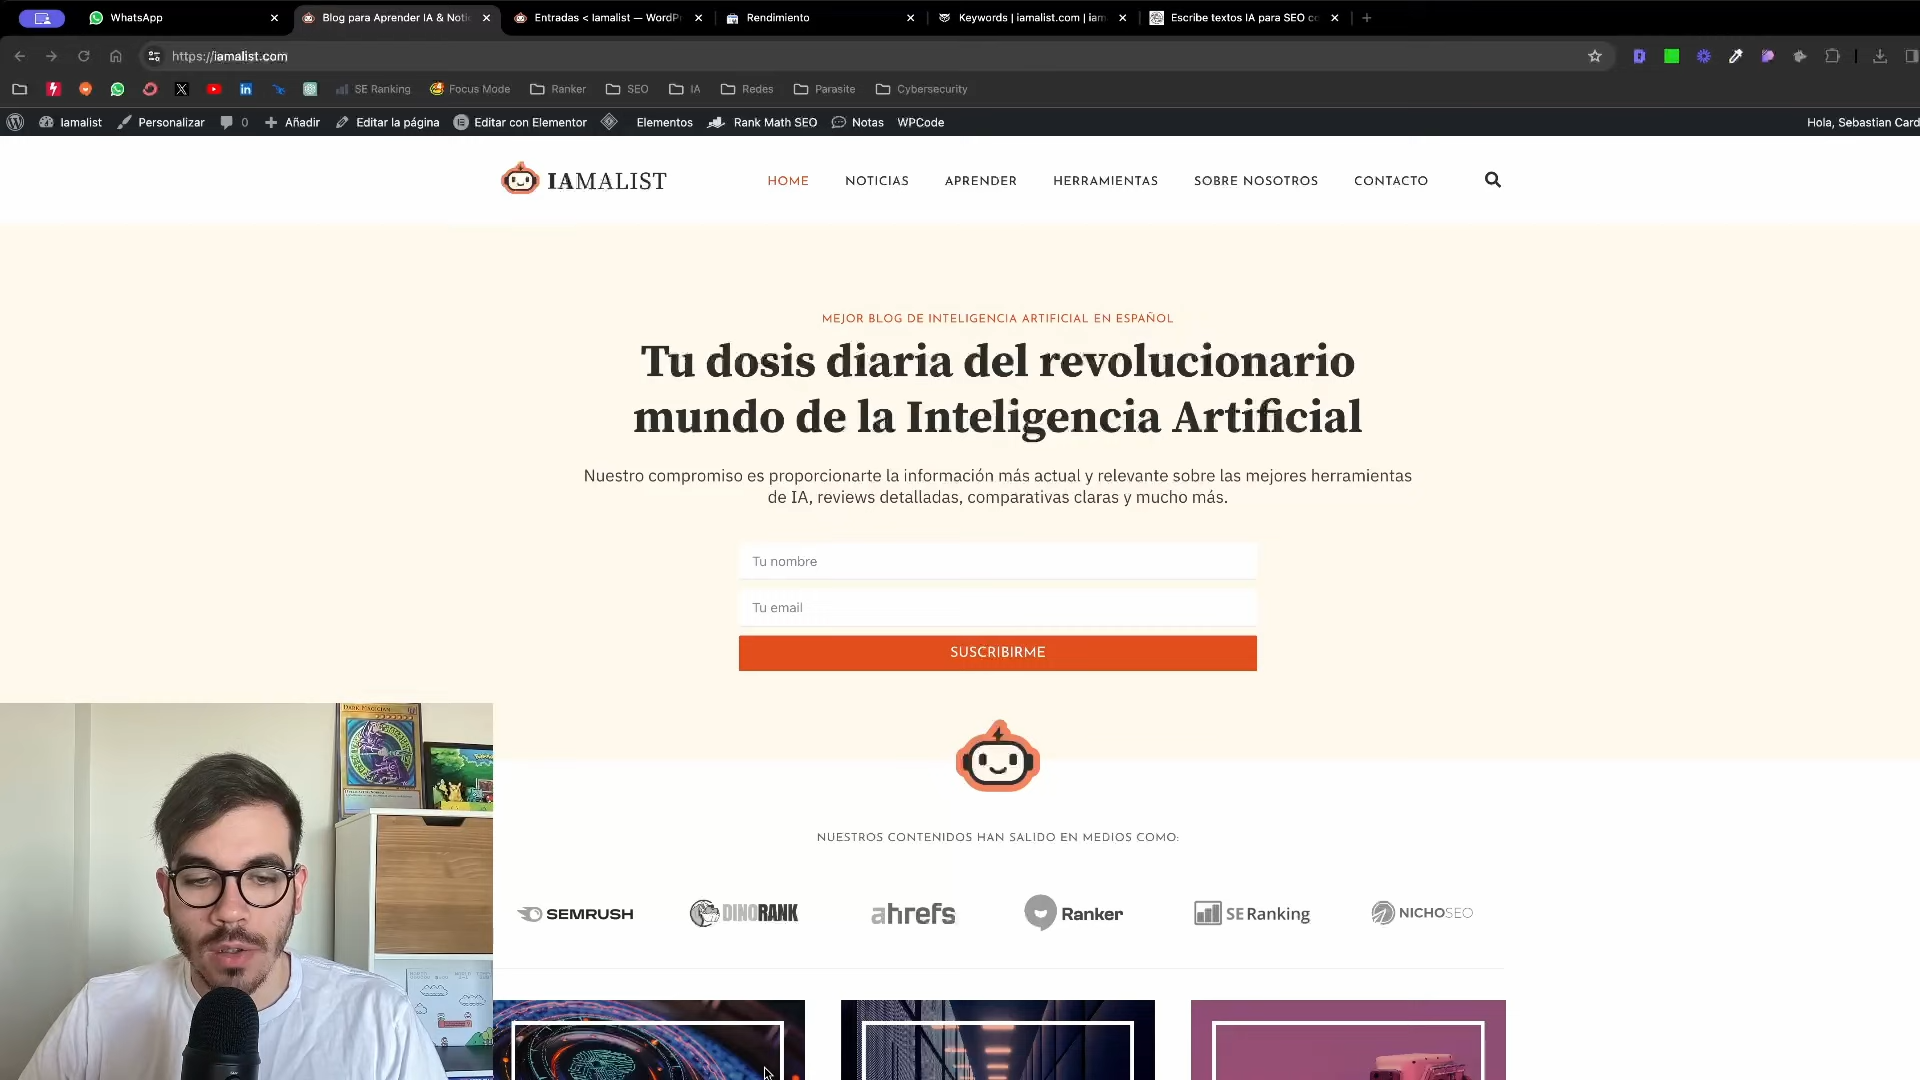 WhatsApp
Blog para Aprender IA & Noti
Entradas < Iamalist — WordPr
Rendimiento
Keywords | iamalist.com | iam
Escribe textos IA para SEO co
https://iamalist.com
SE Ranking
Focus Mode
Ranker
SEO
IA
Redes
Parasite
Cybersecurity
Iamalist
Personalizar
0
Añadir
Editar la página
Editar con Elementor
Elementos
Rank Math SEO
Notas
WPCode
Hola, Sebastian Card
IAMALIST
HOME
NOTICIAS
APRENDER
HERRAMIENTAS
SOBRE NOSOTROS
CONTACTO
MEJOR BLOG DE INTELIGENCIA ARTIFICIAL EN ESPAÑOL
Tu dosis diaria del revolucionario
mundo de la Inteligencia Artificial
Nuestro compromiso es proporcionarte la información más actual y relevante sobre las mejores herramientas
de IA, reviews detalladas, comparativas claras y mucho más.
Tu nombre
Tu email
SUSCRIBIRME
DARK MAGICIAN
NUESTROS CONTENIDOS HAN SALIDO EN MEDIOS COMO:
SEMRUSH
DINORANK
ahrefs
Ranker
SE Ranking
NICHOSEO